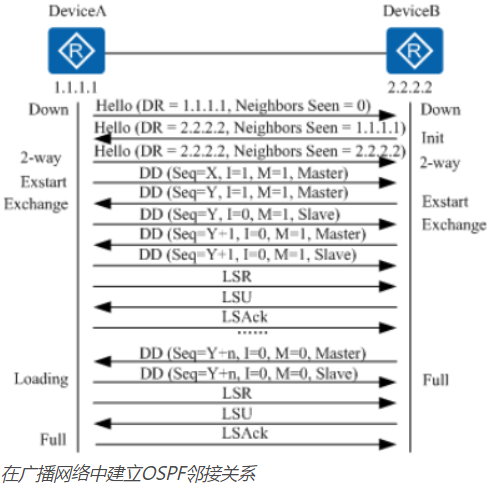 DeviceA DeviceB
R R
1.1.1.1 2.2.2.2
Down Hello (DR = 1.1.1.1, Neighbors Seen = 0) Down
Hello (DR = 2.2.2.2, Neighbors Seen = 1.1.1.1) Init
2-way Hello (DR = 2.2.2.2, Neighbors Seen = 2.2.2.2) 2-way
Exstart DD (Seq=X, I=1, M=1, Master)
Exchange DD (Seq=Y, I=1, M=1, Master) Exstart
DD (Seq=Y, I=0, M=1, Slave) Exchange
DD (Seq=Y+1, I=0, M=1, Master)
DD (Seq=Y+1, I=0, M=1, Slave)
LSR
LSU
LSAck
······
DD (Seq=Y+n, I=0, M=0, Master)
Loading DD (Seq=Y+n, I=0, M=0, Slave) Full
LSR
LSU
Full LSAck
在广播网络中建立OSPF邻接关系